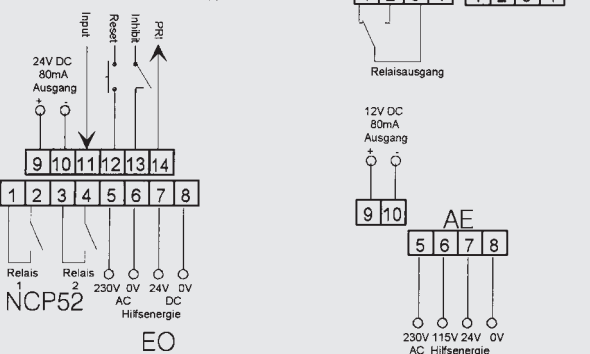 Input
Reset
Inhibit
PR!
24V DC
80mA
Ausgang
+ -
9 10 11 12 13 14
1 2 3 4 5 6 7 8
Relais
1
Relais
2
230V 0V 24V 0V
AC DC
Hilfsenergie
NCP52
EO
Relaisausgang
12V DC
80mA
Ausgang
+ -
9 10
AE
5 6 7 8
230V 115V 24V 0V
AC Hilfsenergie